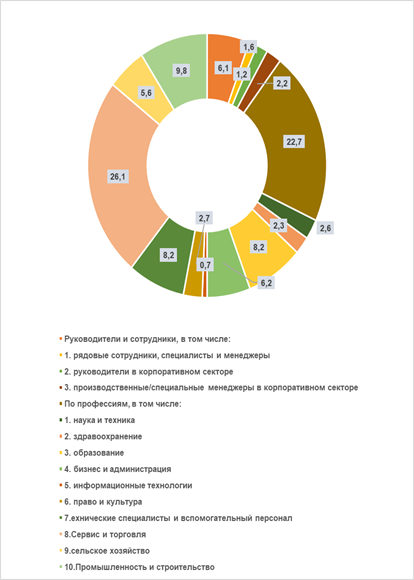 1,6
9,8
6,1
1,2
2,2
5,6
22,7
26,1
2,7
2,3
2,6
8,2
8,2
0,7
6,2
Руководители и сотрудники, в том числе:
1. рядовые сотрудники, специалисты и менеджеры
2. руководители в корпоративном секторе
3. производственные/специальные менеджеры в корпоративном секторе
По профессиям, в том числе:
1. наука и техника
2. здравоохранение
3. образование
4. бизнес и администрация
5. информационные технологии
6. право и культура
7.ехнические специалисты и вспомогательный персонал
8.Сервис и торговля
9.сельское хозяйство
10.Промышленность и строительство